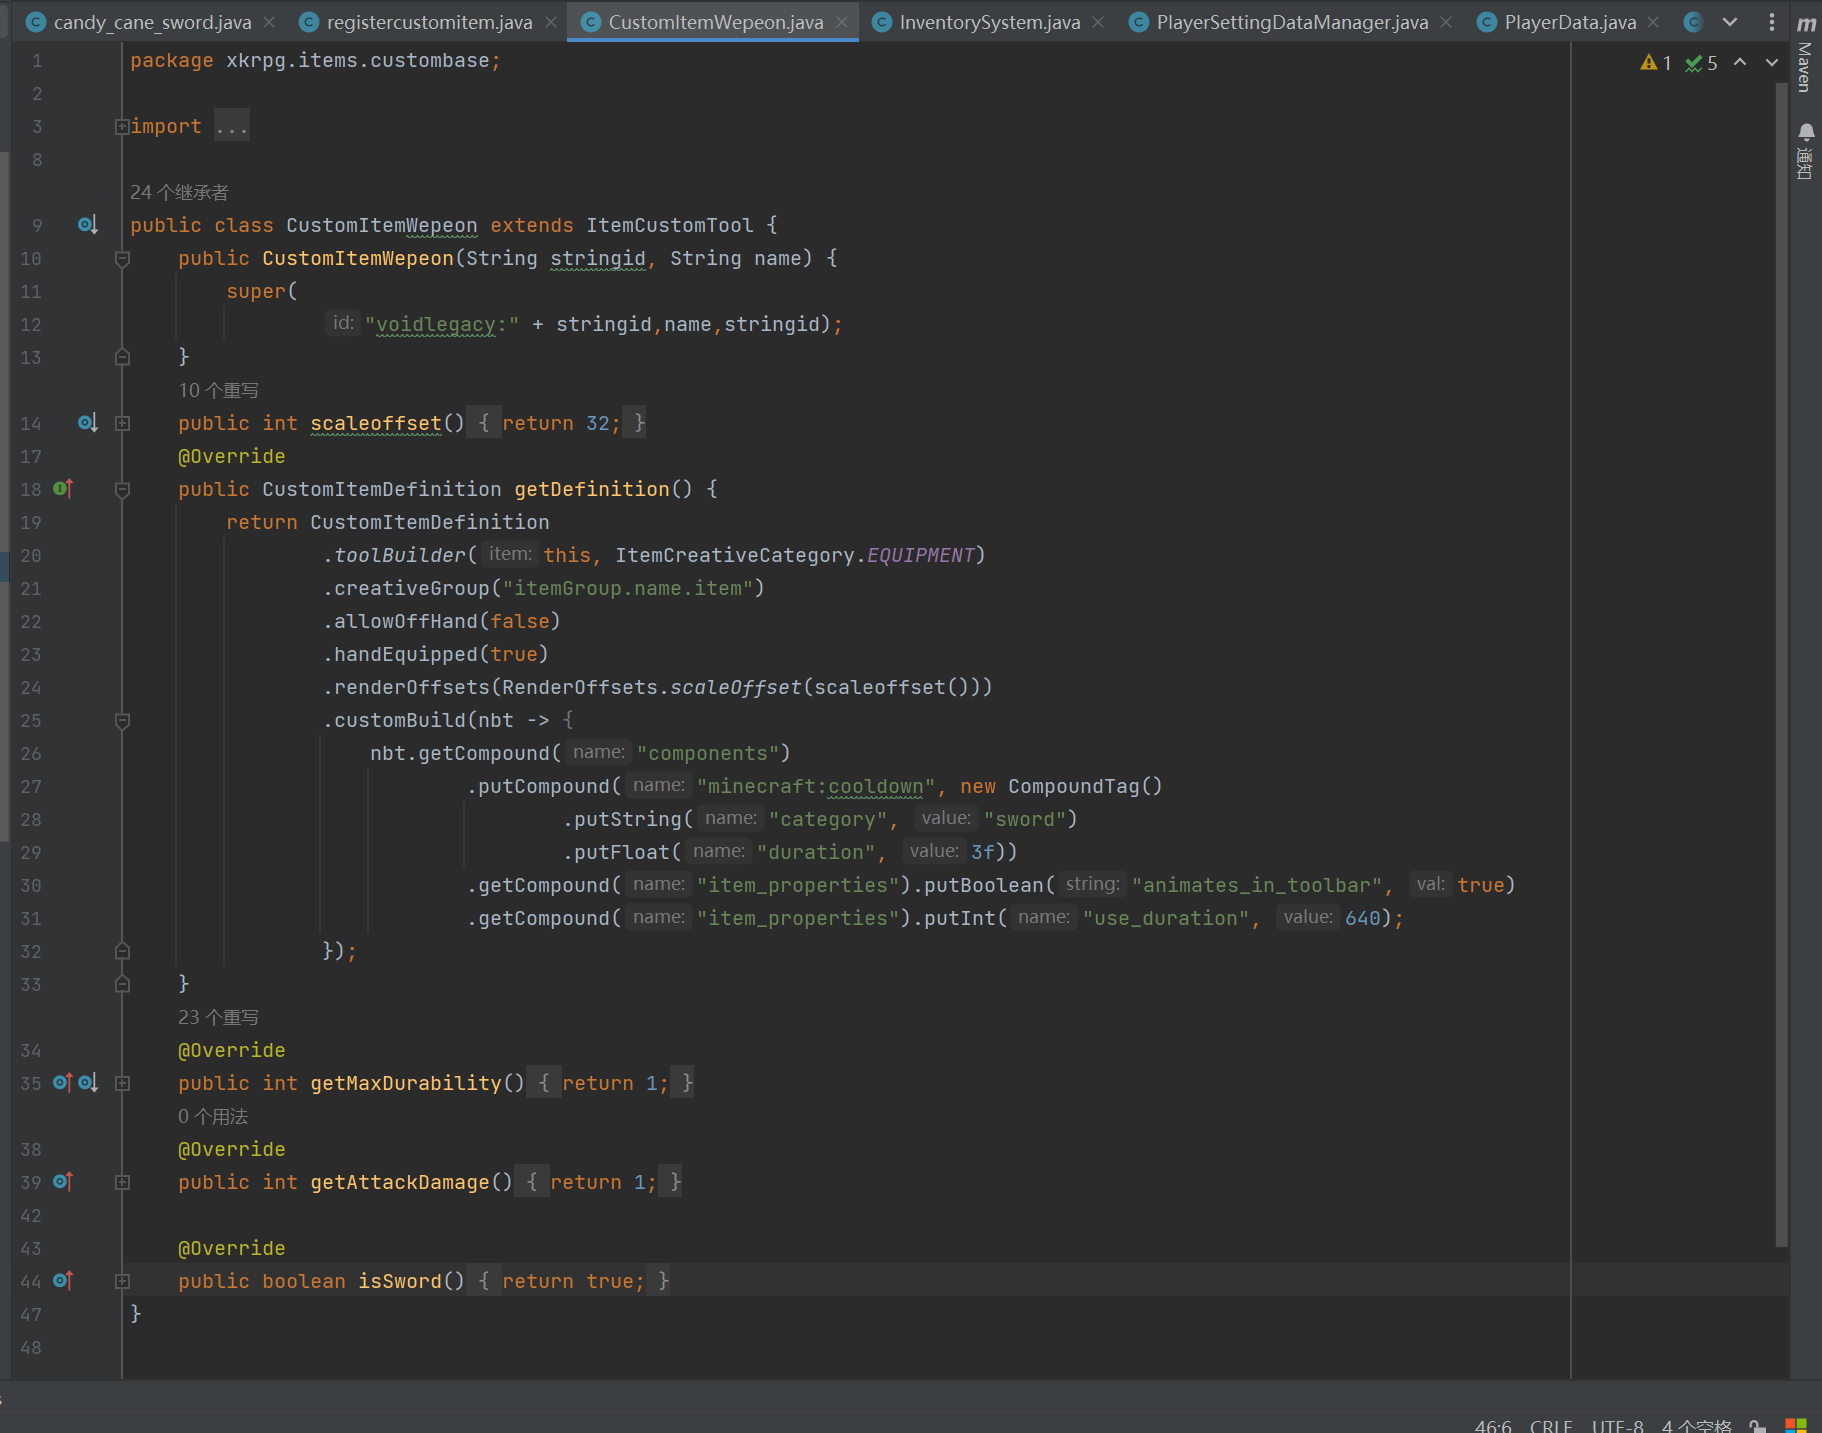 candy_cane_sword.java registercustomitem.java CustomItemWepeon.java InventorySystem.java PlayerSettingDataManager.java PlayerData.java
1 package xkrpg.items.custombase; 1 5
2
3 import ...
8
24 个继承者
9 public class CustomItemWepeon extends ItemCustomTool {
10 public CustomItemWepeon(String stringid, String name) {
11 super(
12 id: "voidlegacy:" + stringid,name,stringid);
13 }
10 个重写
14 public int scaleoffset() { return 32; }
17 @Override
18 public CustomItemDefinition getDefinition() {
19 return CustomItemDefinition
20 .toolBuilder( item: this, ItemCreativeCategory.EQUIPMENT)
21 .creativeGroup("itemGroup.name.item")
22 .allowOffHand(false)
23 .handEquipped(true)
24 .renderOffsets(RenderOffsets.scaleOffset(scaleoffset()))
25 .customBuild(nbt -> {
26 nbt.getCompound( name: "components")
27 .putCompound( name: "minecraft:cooldown", new CompoundTag()
28 .putString( name: "category", value: "sword")
29 .putFloat( name: "duration", value: 3f))
30 .getCompound( name: "item_properties").putBoolean( string: "animates_in_toolbar", val: true)
31 .getCompound( name: "item_properties").putInt( name: "use_duration", value: 640);
32 });
33 }
23 个重写
34 @Override
35 public int getMaxDurability() { return 1; }
0 个用法
38 @Override
39 public int getAttackDamage() { return 1; }
42
43 @Override
44 public boolean isSword() { return true; }
47 }
48
m Maven
通知
46:6 CRLF UTF-8 4 个空格